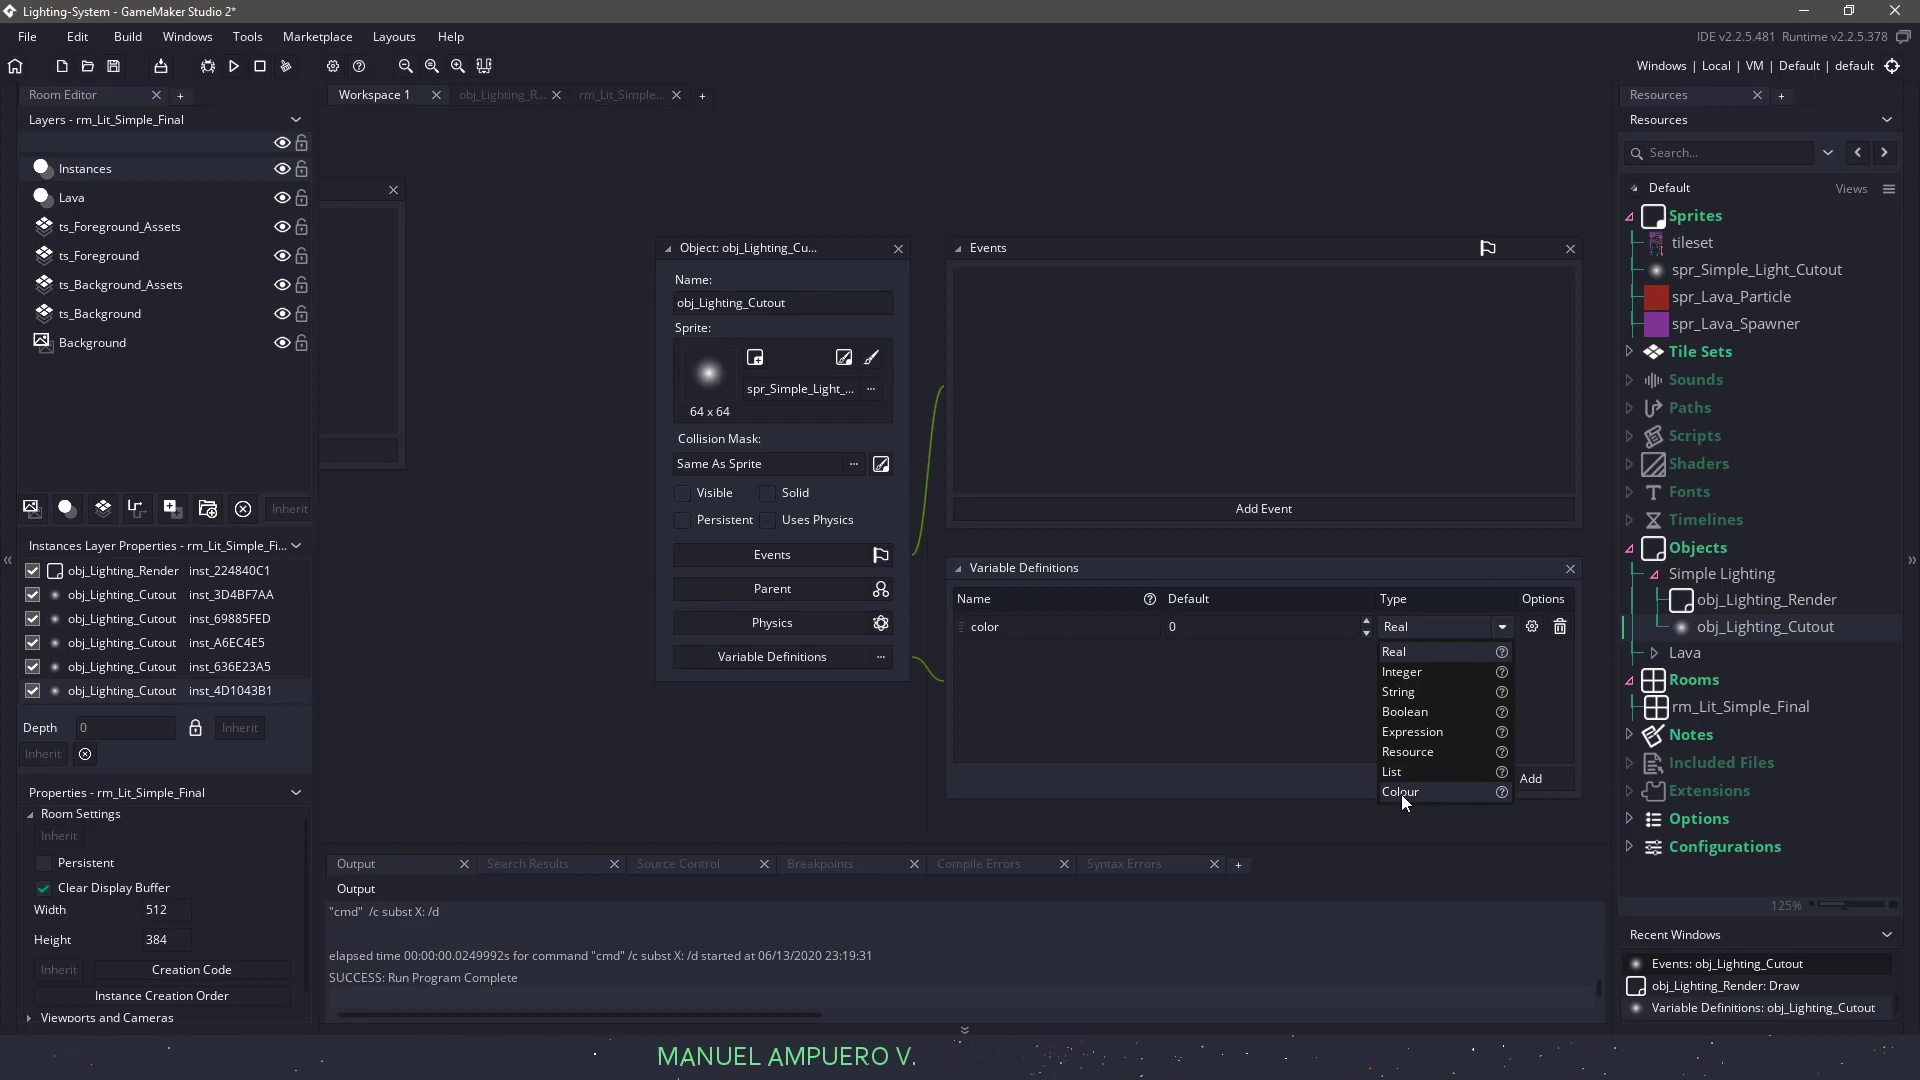 Lighting-System - GameMaker Studio 2*
File Edit Build Windows Tools Marketplace Layouts Help
IDE v2.2.5.481 Runtime v2.2.5.378
Windows | Local | VM | Default | default
Room Editor
Layers - rm_Lit_Simple_Final
Instances
Lava
ts_Foreground_Assets
ts_Foreground
ts_Background_Assets
ts_Background
Background
Inherit
Instances Layer Properties - rm_Lit_Simple_Fi...
obj_Lighting_Render inst_224840C1
obj_Lighting_Cutout inst_3D4BF7AA
obj_Lighting_Cutout inst_69885FED
obj_Lighting_Cutout inst_A6EC4E5
obj_Lighting_Cutout inst_636E23A5
obj_Lighting_Cutout inst_4D1043B1
Depth 0 Inherit
Inherit
Properties - rm_Lit_Simple_Final
Room Settings
Inherit
Persistent
Clear Display Buffer
Width 512
Height 384
Inherit Creation Code
Instance Creation Order
Viewports and Cameras
Workspace 1 obj_Lighting_R... rm_Lit_Simple...
Object: obj_Lighting_Cu...
Name:
obj_Lighting_Cutout
Sprite:
spr_Simple_Light_... ...
64 x 64
Collision Mask:
Same As Sprite ...
Visible Solid
Persistent Uses Physics
Events
Parent
Physics
Variable Definitions ...
Events
Add Event
Variable Definitions
Name Default Type Options
color 0 Real
Real
Integer
String
Boolean
Expression
Resource
List
Colour
Add
Output Search Results Source Control Breakpoints Compile Errors Syntax Errors
Output
"cmd" /c subst X: /d
elapsed time 00:00:00.0249992s for command "cmd" /c subst X: /d started at 06/13/2020 23:19:31
SUCCESS: Run Program Complete
Resources
Resources
Search...
Default Views
Sprites
tileset
spr_Simple_Light_Cutout
spr_Lava_Particle
spr_Lava_Spawner
Tile Sets
Sounds
Paths
Scripts
Shaders
Fonts
Timelines
Objects
Simple Lighting
obj_Lighting_Render
obj_Lighting_Cutout
Lava
Rooms
rm_Lit_Simple_Final
Notes
Included Files
Extensions
Options
Configurations
125%
Recent Windows
Events: obj_Lighting_Cutout
obj_Lighting_Render: Draw
Variable Definitions: obj_Lighting_Cutout
MANUEL AMPUERO V.